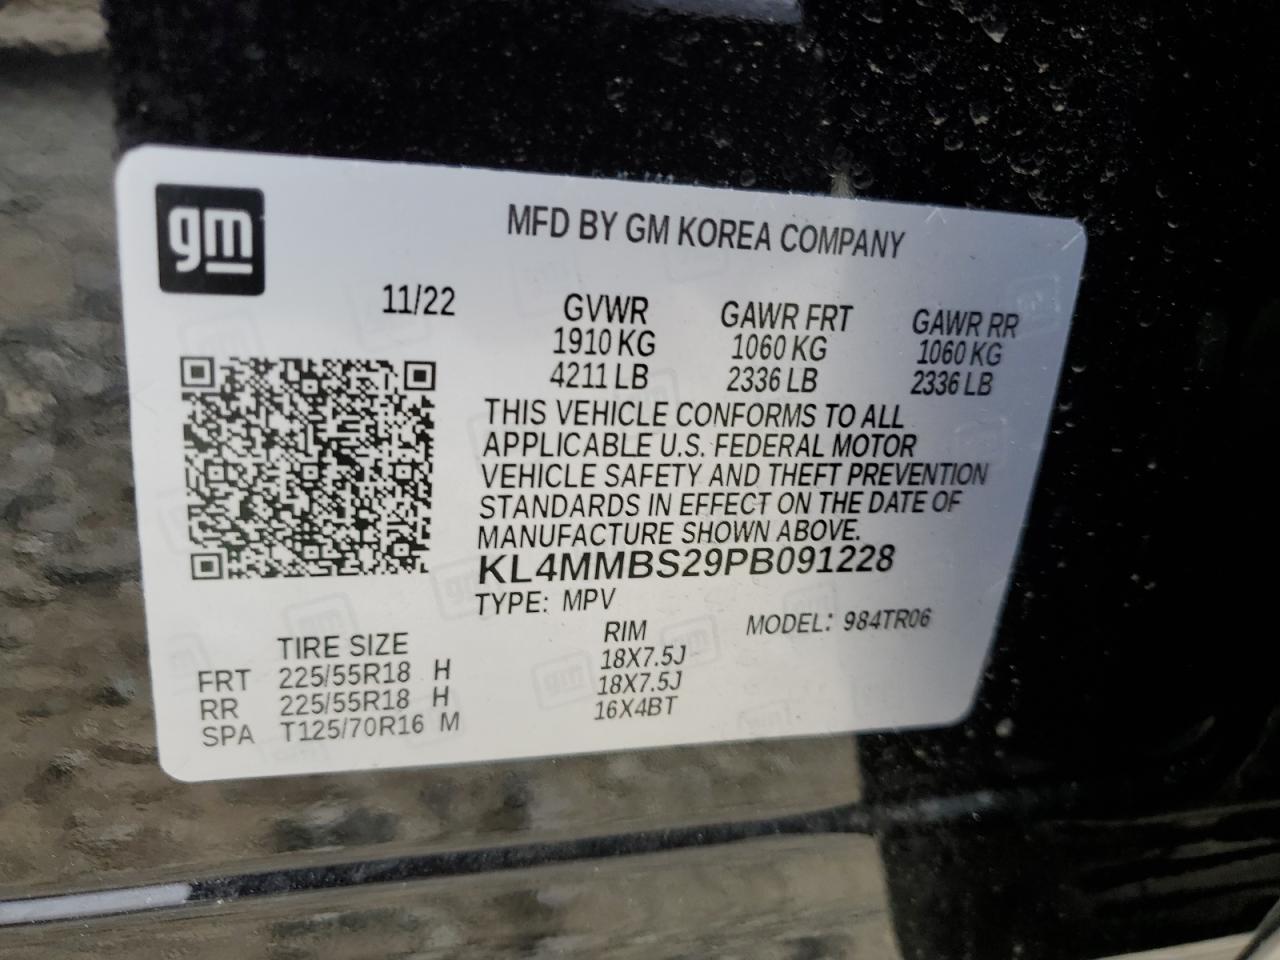 gm
MFD BY GM KOREA COMPANY
11/22
GVWR GAWR FRT GAWR RR
1910 KG 1060 KG 1060 KG
4211 LB 2336 LB 2336 LB
THIS VEHICLE CONFORMS TO ALL
APPLICABLE U.S. FEDERAL MOTOR
VEHICLE SAFETY AND THEFT PREVENTION
STANDARDS IN EFFECT ON THE DATE OF
MANUFACTURE SHOWN ABOVE.
KL4MMBS29PB091228
TYPE: MPV MODEL: 984TR06
TIRE SIZE RIM
FRT 225/55R18 H 18X7.5J
RR 225/55R18 H 18X7.5J
SPA T125/70R16 M 16X4BT